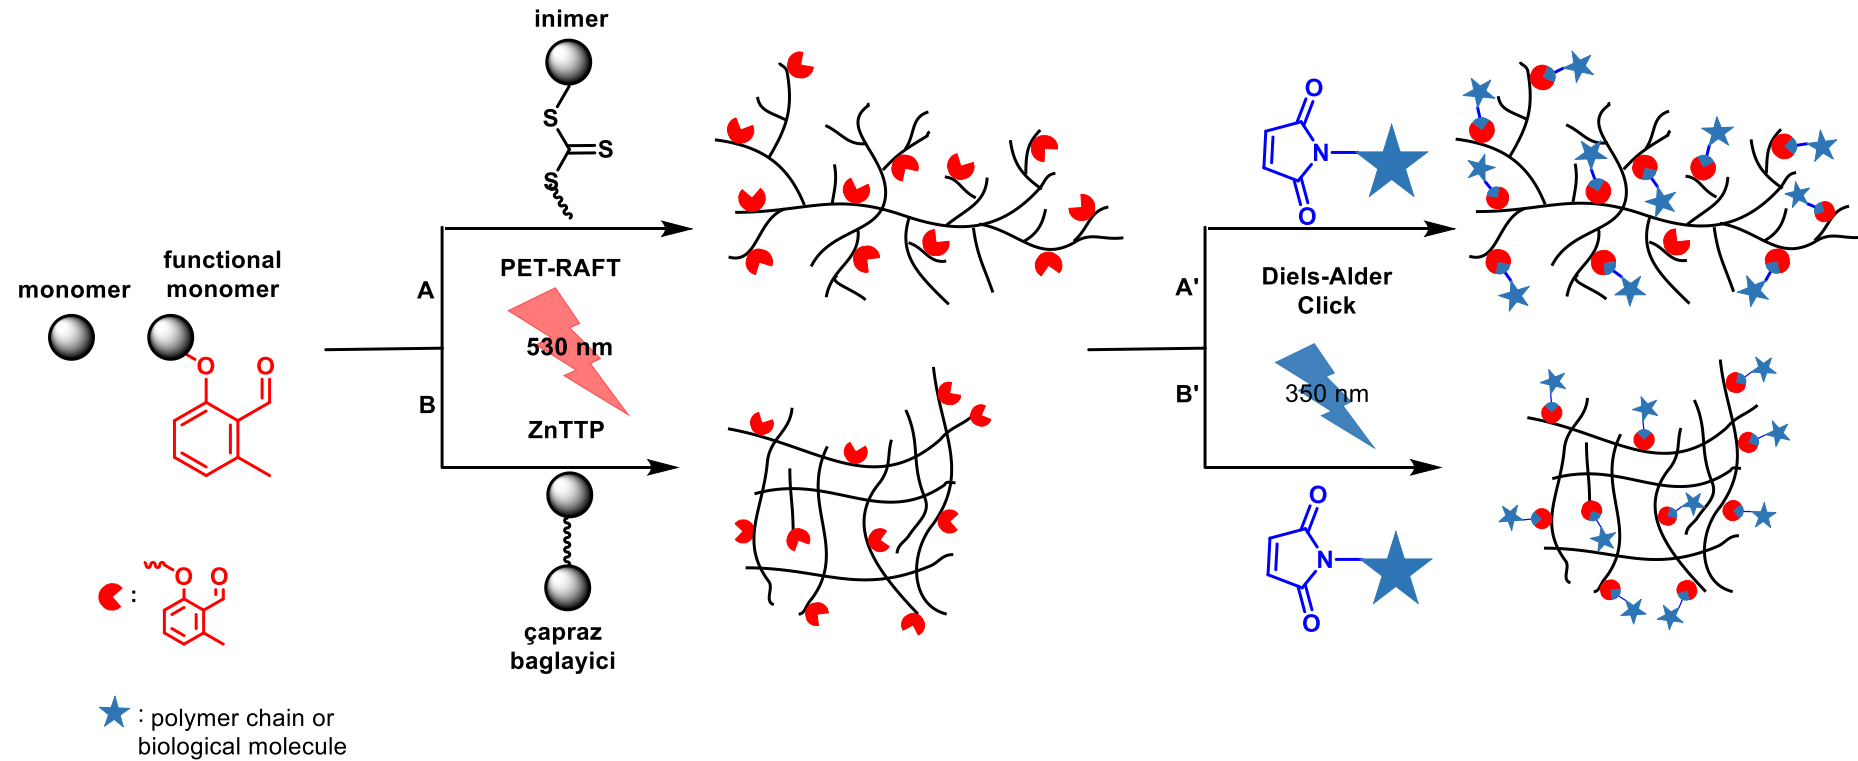 inimer
S
S
S
functional
monomer
monomer
O
O
A
PET-RAFT
530 nm
B
ZnTTP
çapraz
baglayici
O
N
O
A'
Diels-Alder
Click
350 nm
B'
O
N
O
O
O
:
: polymer chain or
biological molecule